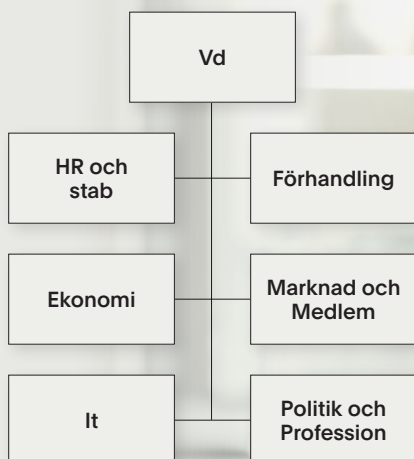 Vd
HR och
stab
Förhandling
Ekonomi
Marknad och
Medlem
It
Politik och
Profession